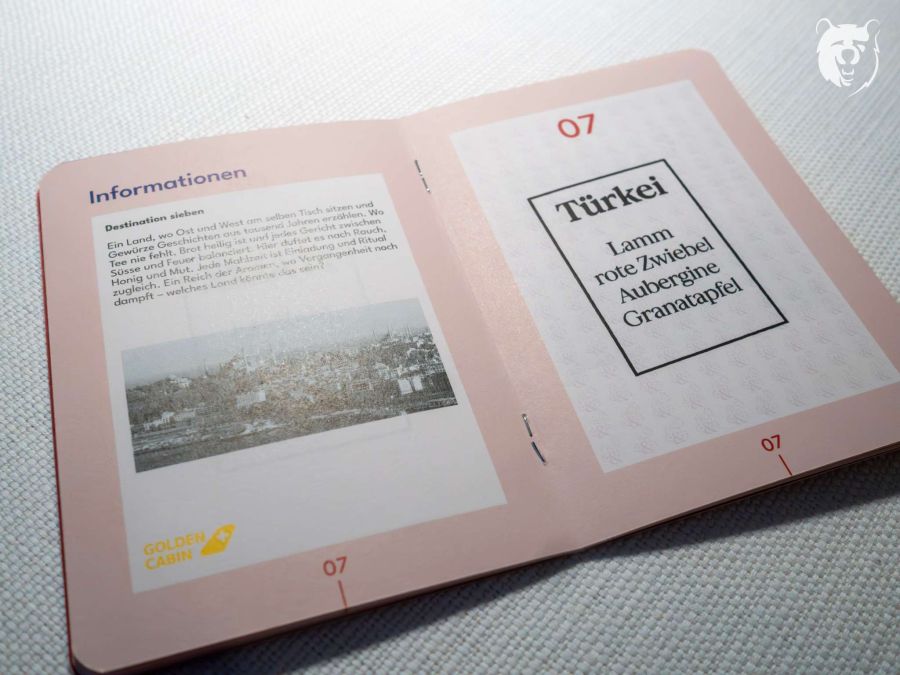 Informationen
Destination sieben
Ein Land, wo Ost und West am selben Tisch sitzen und
Gewürze Geschichten aus tausend Jahren erzählen. Wo
Tee nie fehlt, Brot heilig ist und jedes Gericht zwischen
Süsse und Feuer balanciert. Hier duftet es nach Rauch,
Honig und Mut. Jede Mahlzeit ist Einladung und Ritual
zugleich. Ein Reich der Aromen, wo Vergangenheit noch
dampft – welches Land könnte das sein?
GOLDEN
CABIN
07
07
Türkei
Lamm
rote Zwiebel
Aubergine
Granatapfel
07